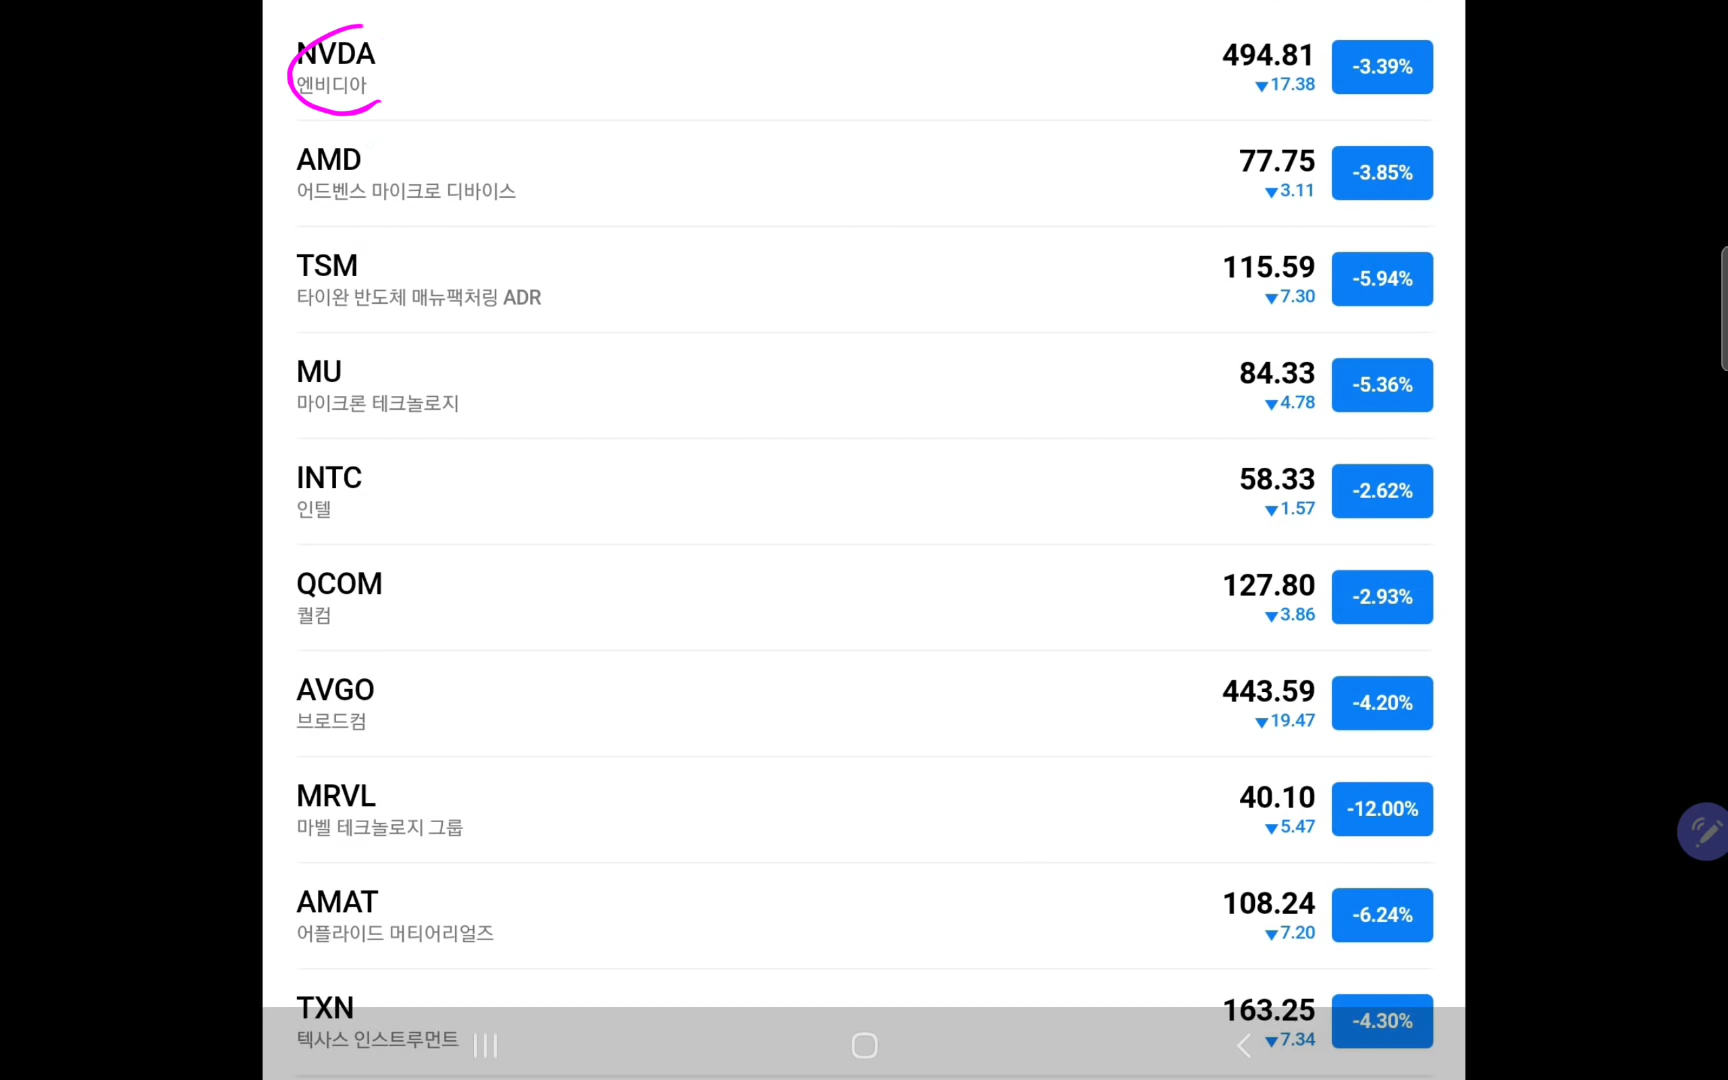 NVDA
엔비디아
494.81
▼17.38
-3.39%
AMD
어드벤스 마이크로 디바이스
77.75
▼3.11
-3.85%
TSM
타이완 반도체 매뉴팩처링 ADR
115.59
▼7.30
-5.94%
MU
마이크론 테크놀로지
84.33
▼4.78
-5.36%
INTC
인텔
58.33
▼1.57
-2.62%
QCOM
퀄컴
127.80
▼3.86
-2.93%
AVGO
브로드컴
443.59
▼19.47
-4.20%
MRVL
마벨 테크놀로지 그룹
40.10
▼5.47
-12.00%
AMAT
어플라이드 머티어리얼즈
108.24
▼7.20
-6.24%
TXN
텍사스 인스트루먼트
163.25
▼7.34
-4.30%